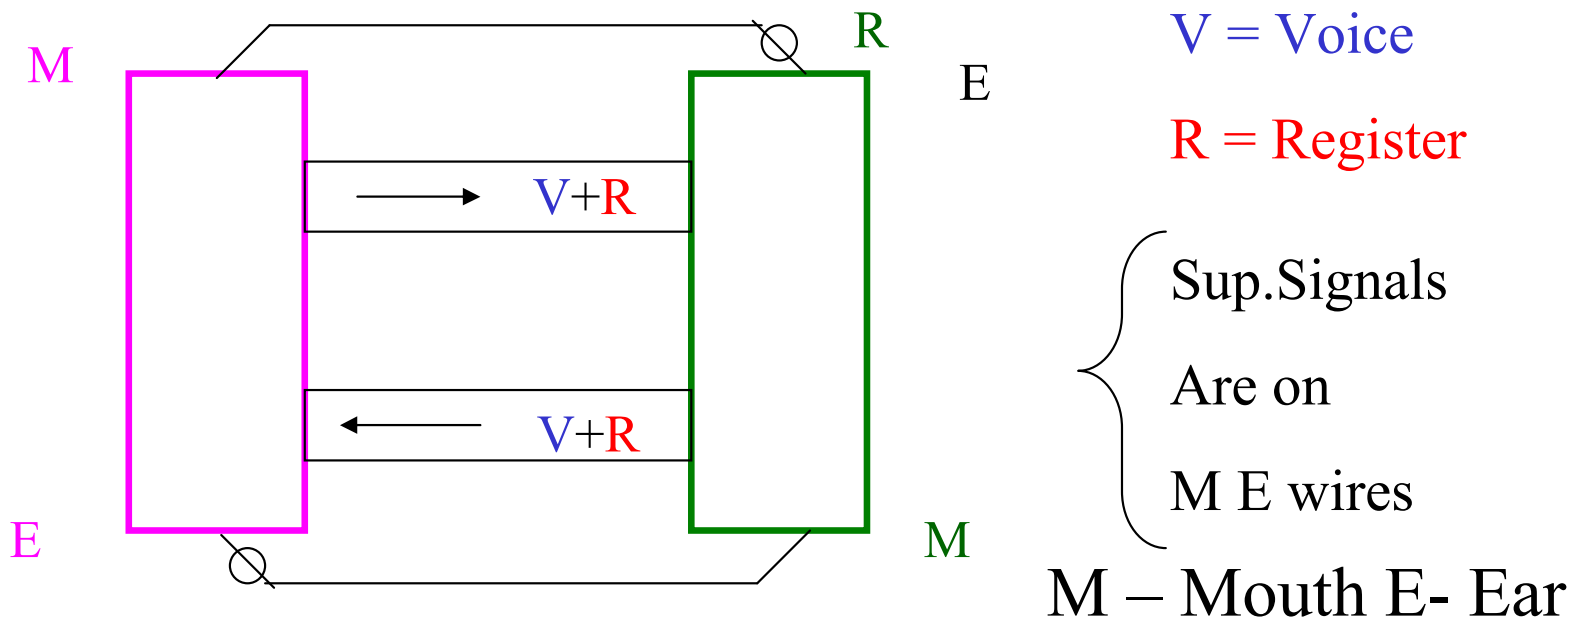 M
R
E
V+R
V+R
E
M
V = Voice
R = Register
Sup.Signals
Are on
M E wires
M – Mouth E- Ear